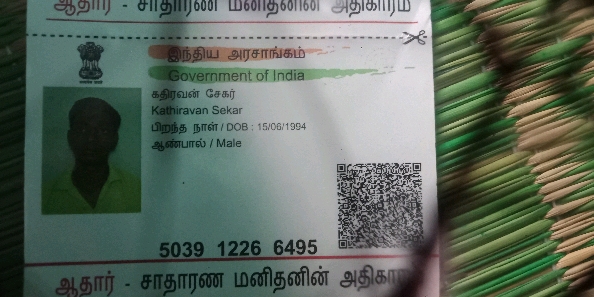 ஆதார் - சாதாரண மனிதனின் அதிகாரம்
இந்திய அரசாங்கம்
Government of India
கதிரவன் சேகர்
Kathiravan Sekar
பிறந்த நாள் / DOB : 15/06/1994
ஆண்பால் / Male
5039 1226 6495
ஆதார் - சாதாரண மனிதனின்